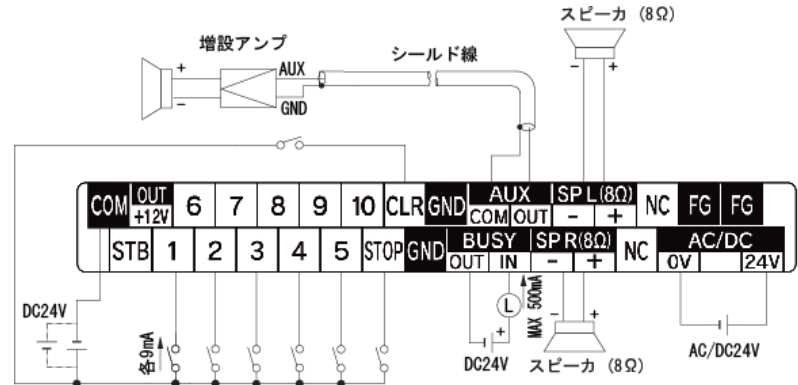 スピーカ (8Ω)
増設アンプ
シールド線
+ AUX
- GND
- +
COM OUT +12V 6 7 8 9 10 CLR GND AUX COM OUT SP L(8Ω) - + NC FG FG
STB 1 2 3 4 5 STOP GND BUSY OUT IN SP R(8Ω) - + NC AC/DC 0V 24V
DC24V
各9mA
L
MAX 500mA
+
DC24V
- +
スピーカ (8Ω)
AC/DC24V